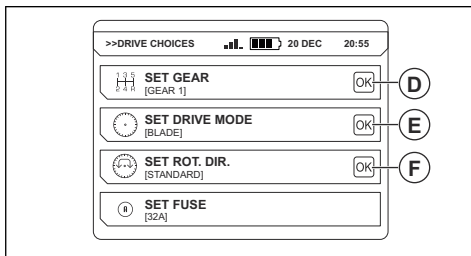 >>DRIVE CHOICES 20 DEC 20:55
1 3 5
2 4 R
SET GEAR
[GEAR 1]
OK
D
SET DRIVE MODE
[BLADE]
OK
E
SET ROT. DIR.
[STANDARD]
OK
F
A
SET FUSE
[32A]